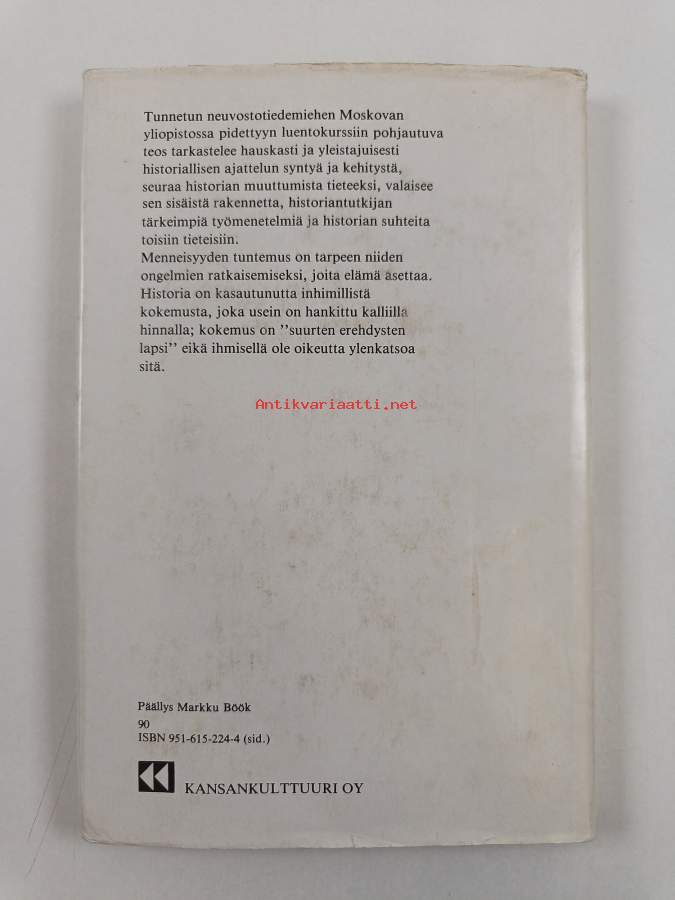 Tunnetun neuvostotiedemiehen Moskovan
yliopistossa pidettyyn luentokurssiin pohjautuva
teos tarkastelee hauskasti ja yleistajuisesti
historiallisen ajattelun syntyä ja kehitystä,
seuraa historian muuttumista tieteeksi, valaisee
sen sisäistä rakennetta, historiantutkijan
tärkeimpiä työmenetelmiä ja historian suhteita
toisiin tieteisiin.
Menneisyyden tuntemus on tarpeen niiden
ongelmien ratkaisemiseksi, joita elämä asettaa.
Historia on kasautunutta inhimillistä
kokemusta, joka usein on hankittu kalliilla
hinnalla; kokemus on ''suurten erehdysten
lapsi'' eikä ihmisellä ole oikeutta ylenkatsoa
sitä.
Antikvariaatti.net
Päällys Markku Böök
90
ISBN 951-615-224-4 (sid.)
KANSANKULTTUURI OY